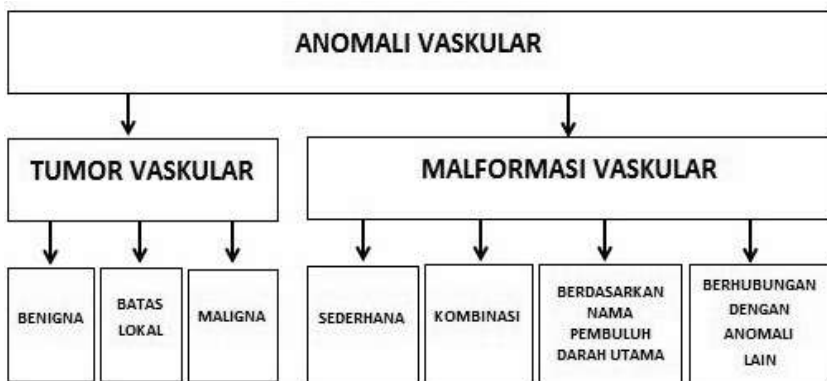 ANOMALI VASKULAR
TUMOR VASKULAR
MALFORMASI VASKULAR
BENIGNA
BATAS
LOKAL
MALIGNA
SEDERHANA
KOMBINASI
BERDASARKAN
NAMA
PEMBULUH
DARAH UTAMA
BERHUBUNGAN
DENGAN
ANOMALI
LAIN